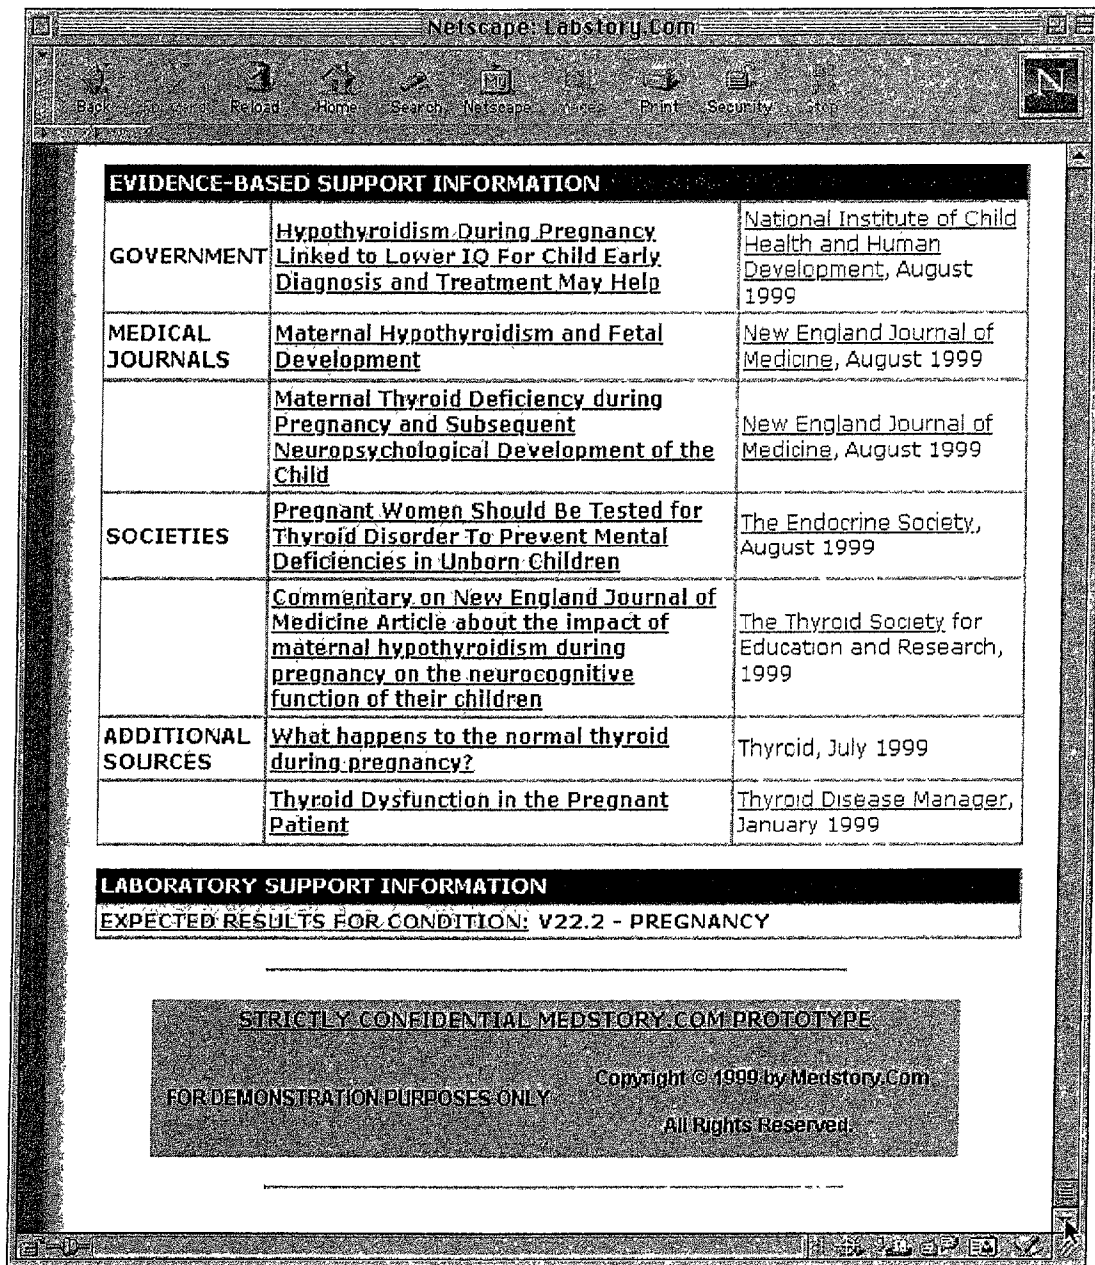 Netscape: Labstory.Com
Back Forward Reload Home Search Netscape Images Print Security Stop
N
EVIDENCE-BASED SUPPORT INFORMATION
GOVERNMENT
Hypothyroidism During Pregnancy
Linked to Lower IQ For Child Early
Diagnosis and Treatment May Help
National Institute of Child
Health and Human
Development, August
1999
MEDICAL
JOURNALS
Maternal Hypothyroidism and Fetal
Development
New England Journal of
Medicine, August 1999
Maternal Thyroid Deficiency during
Pregnancy and Subsequent
Neuropsychological Development of the
Child
New England Journal of
Medicine, August 1999
SOCIETIES
Pregnant Women Should Be Tested for
Thyroid Disorder To Prevent Mental
Deficiencies in Unborn Children
The Endocrine Society,
August 1999
Commentary on New England Journal of
Medicine Article about the impact of
maternal hypothyroidism during
pregnancy on the neurocognitive
function of their children
The Thyroid Society for
Education and Research,
1999
ADDITIONAL
SOURCES
What happens to the normal thyroid
during pregnancy?
Thyroid, July 1999
Thyroid Dysfunction in the Pregnant
Patient
Thyroid Disease Manager,
January 1999
LABORATORY SUPPORT INFORMATION
EXPECTED RESULTS FOR CONDITION: V22.2 - PREGNANCY
STRICTLY CONFIDENTIAL MEDSTORY.COM PROTOTYPE
FOR DEMONSTRATION PURPOSES ONLY
Copyright © 1999 by Medstory.Com
All Rights Reserved.